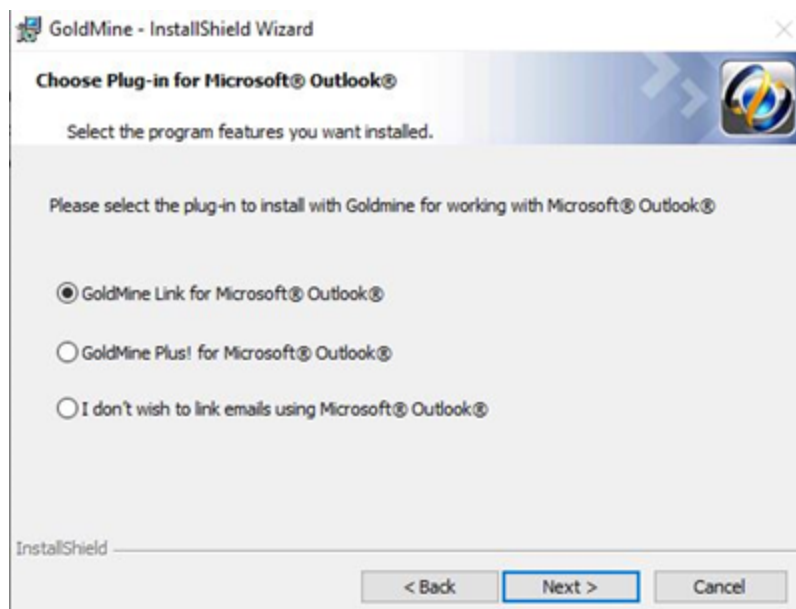 GoldMine - InstallShield Wizard
Choose Plug-in for Microsoft® Outlook®
Select the program features you want installed.
Please select the plug-in to install with Goldmine for working with Microsoft® Outlook®
GoldMine Link for Microsoft® Outlook®
GoldMine Plus! for Microsoft® Outlook®
I don't wish to link emails using Microsoft® Outlook®
InstallShield
< Back Next > Cancel